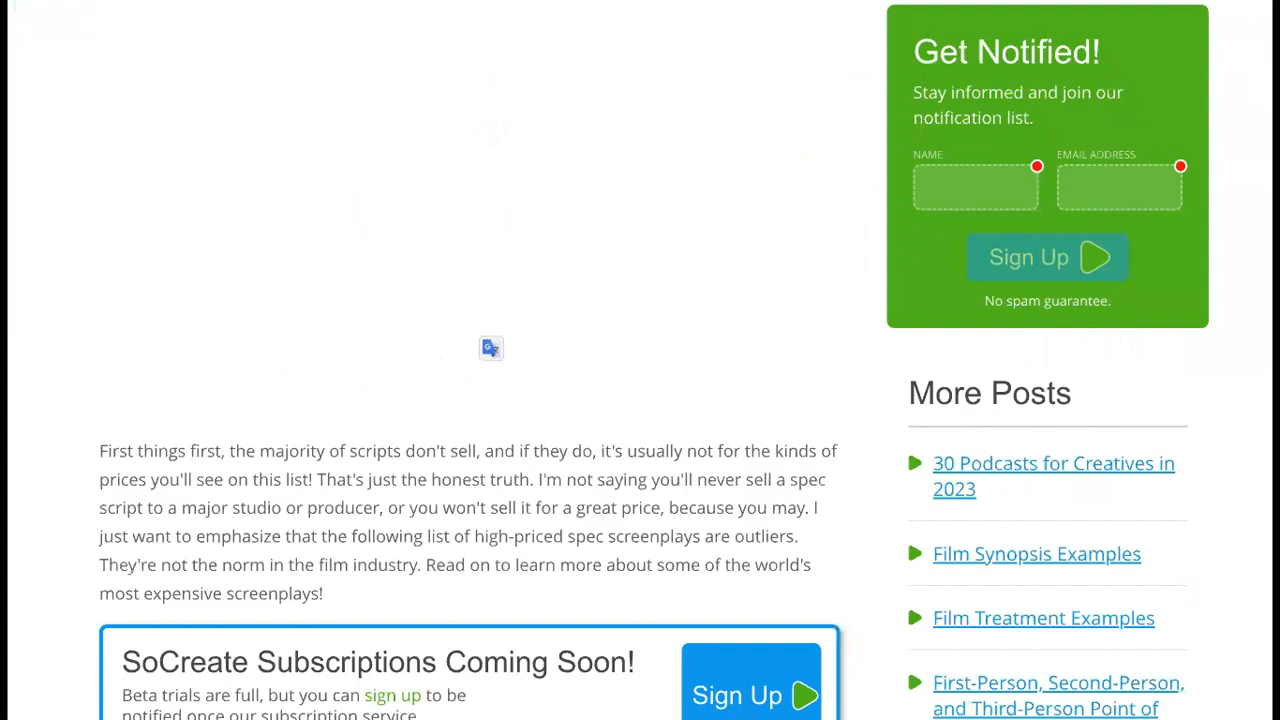 Get Notified!
Stay informed and join our
notification list.
NAME
EMAIL ADDRESS
Sign Up
No spam guarantee.
First things first, the majority of scripts don't sell, and if they do, it's usually not for the kinds of
prices you'll see on this list! That's just the honest truth. I'm not saying you'll never sell a spec
script to a major studio or producer, or you won't sell it for a great price, because you may. I
just want to emphasize that the following list of high-priced spec screenplays are outliers.
They're not the norm in the film industry. Read on to learn more about some of the world's
most expensive screenplays!
SoCreate Subscriptions Coming Soon!
Beta trials are full, but you can sign up to be
notified once our subscription service
Sign Up
More Posts
30 Podcasts for Creatives in
2023
Film Synopsis Examples
Film Treatment Examples
First-Person, Second-Person,
and Third-Person Point of